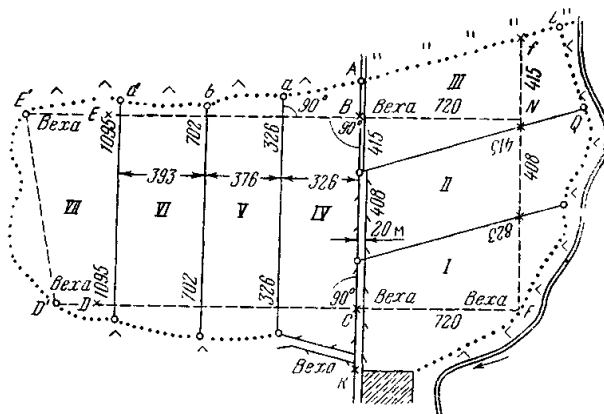 L
A
III
f
415
E'
d'
b
a
90°
Веха
E
1095
702
326
B
Веха
720
N
Q
90°
415
415
393
376
326
II
408
VII
VI
V
IV
408
20 м
823
I
1095
702
326
90°
Веха
D'
D
C
Веха
Веха
720
Веха
K